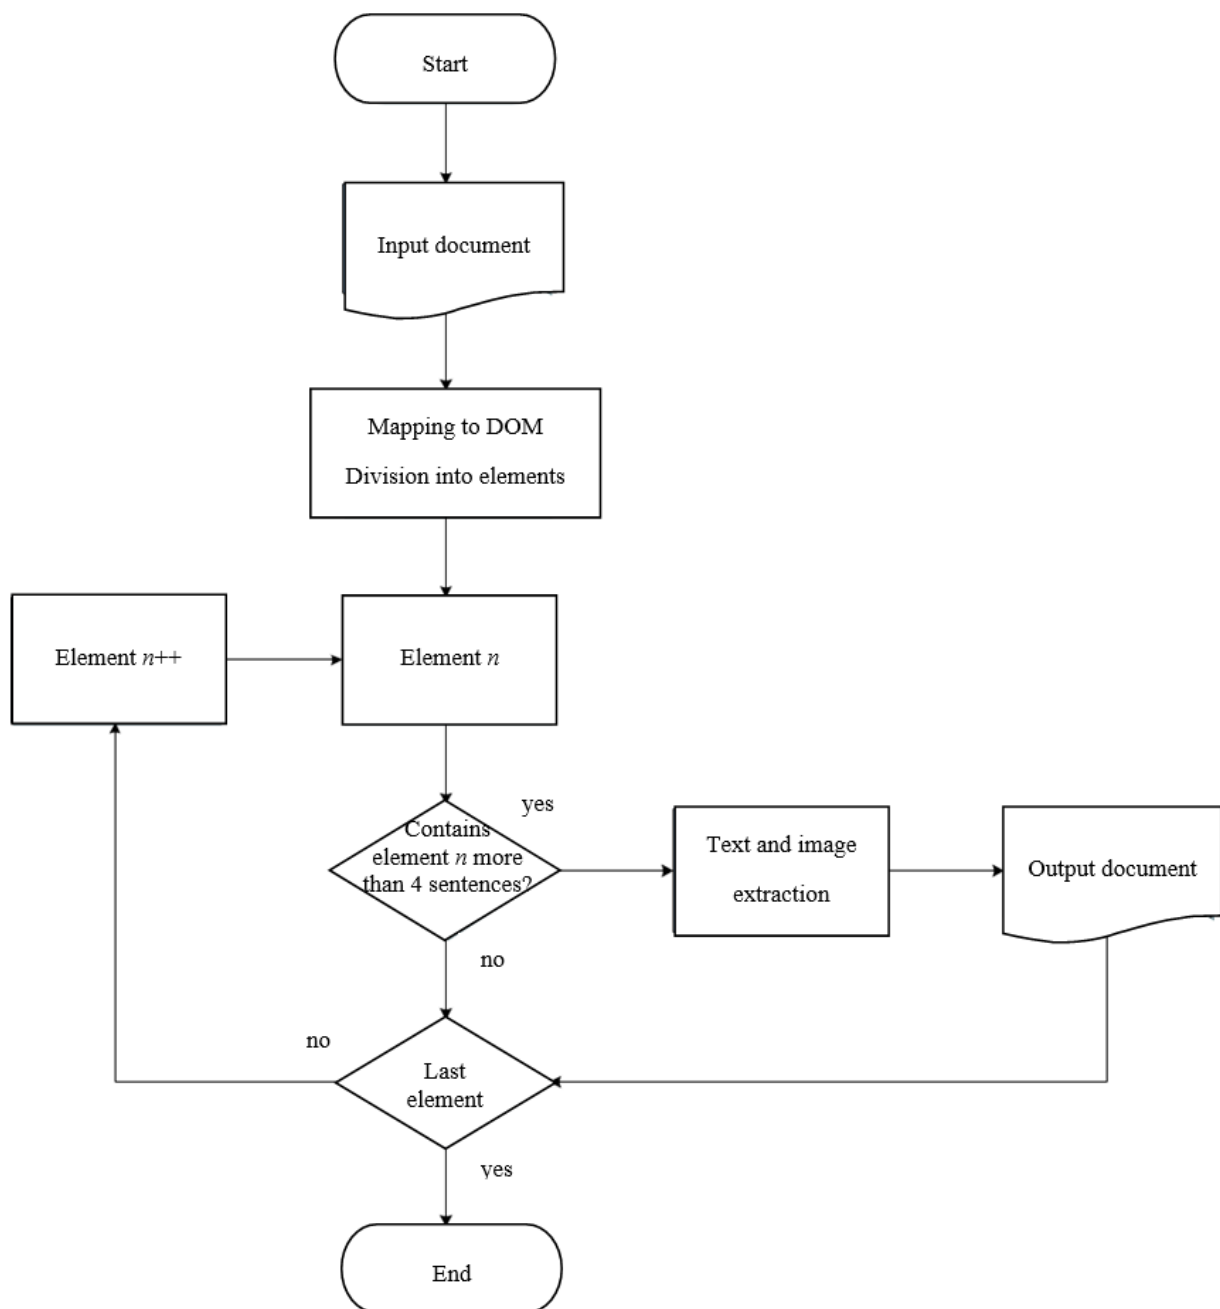 Start
Input document
Mapping to DOM
Division into elements
Element n++
Element n
yes
Contains
element n more
than 4 sentences?
Text and image
extraction
Output document
no
no
Last
element
yes
End